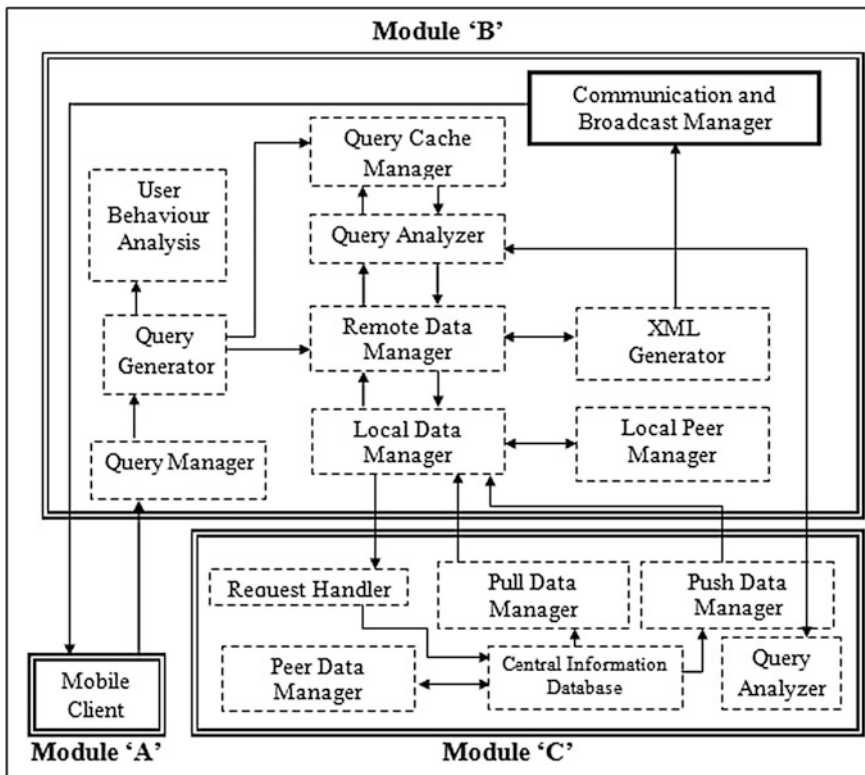 Module ‘B’
Communication and
Broadcast Manager
Query Cache
Manager
User
Behaviour
Analysis
Query Analyzer
Query
Generator
Remote Data
Manager
XML
Generator
Local Data
Manager
Local Peer
Manager
Query Manager
Request Handler
Pull Data
Manager
Push Data
Manager
Peer Data
Manager
Central Information
Database
Query
Analyzer
Mobile
Client
Module ‘A’
Module ‘C’